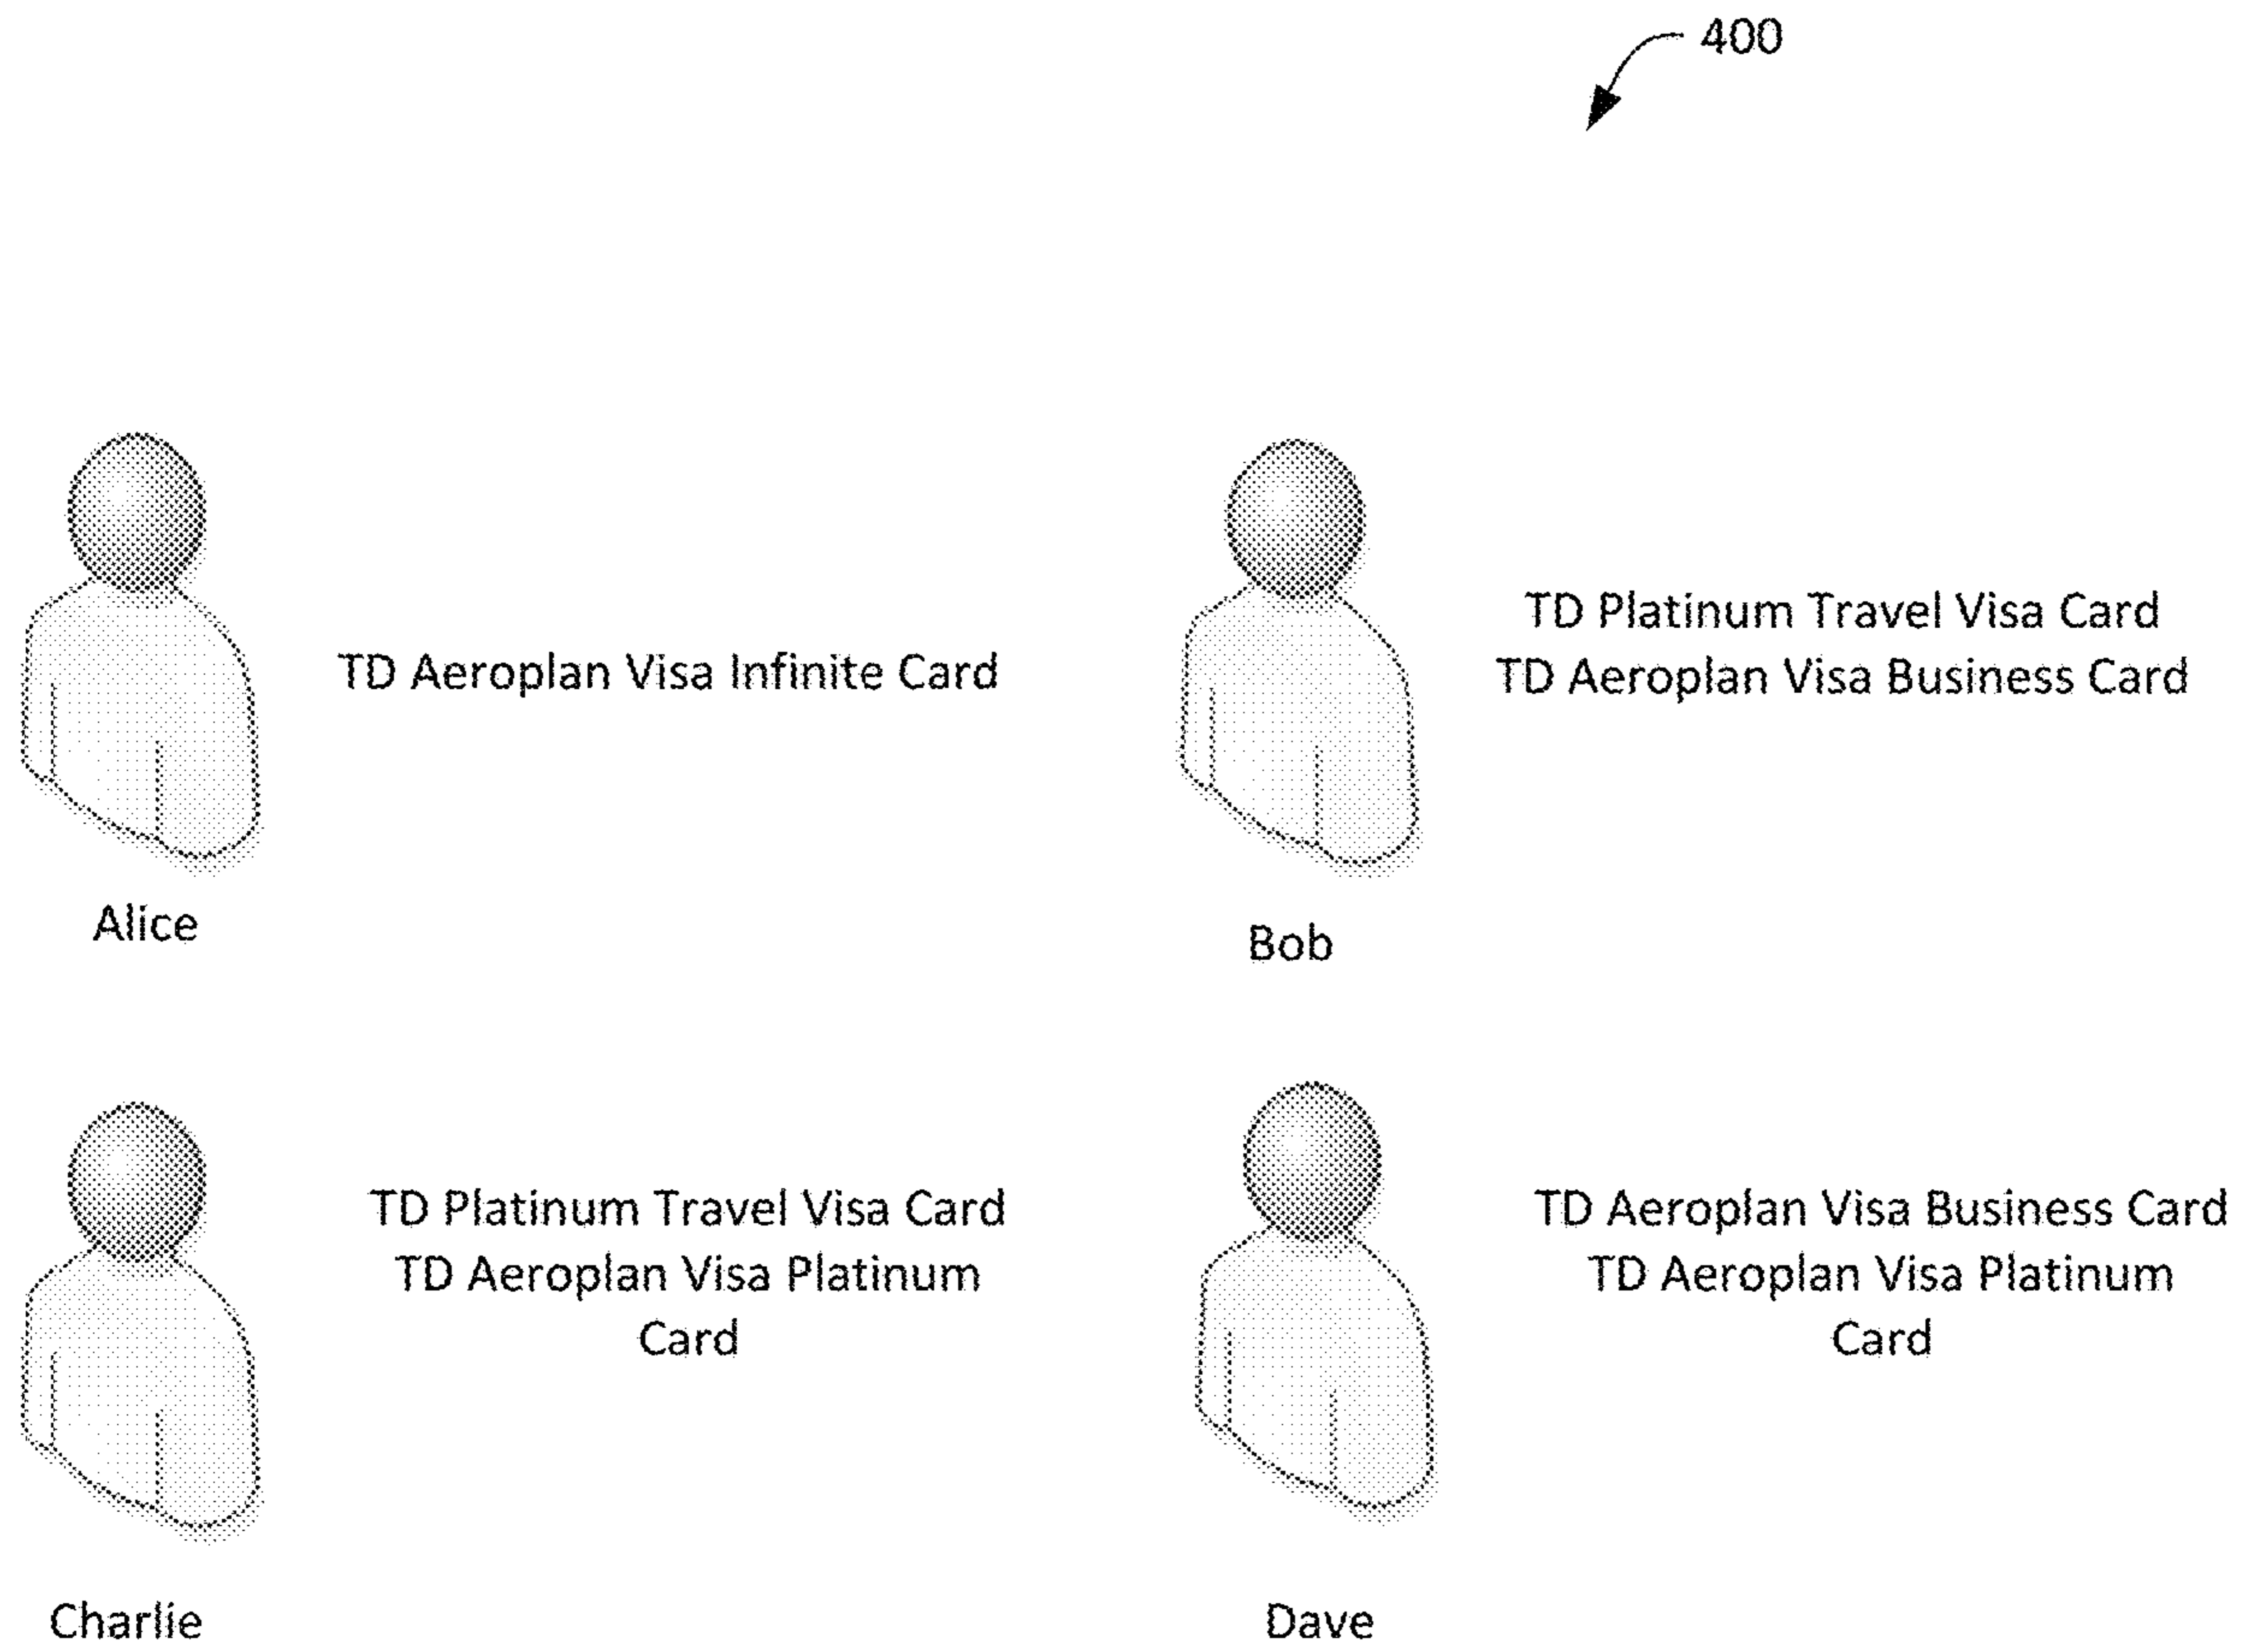 400
TD Aeroplan Visa Infinite Card
Alice
TD Platinum Travel Visa Card
TD Aeroplan Visa Business Card
Bob
TD Platinum Travel Visa Card
TD Aeroplan Visa Platinum
Card
Charlie
TD Aeroplan Visa Business Card
TD Aeroplan Visa Platinum
Card
Dave